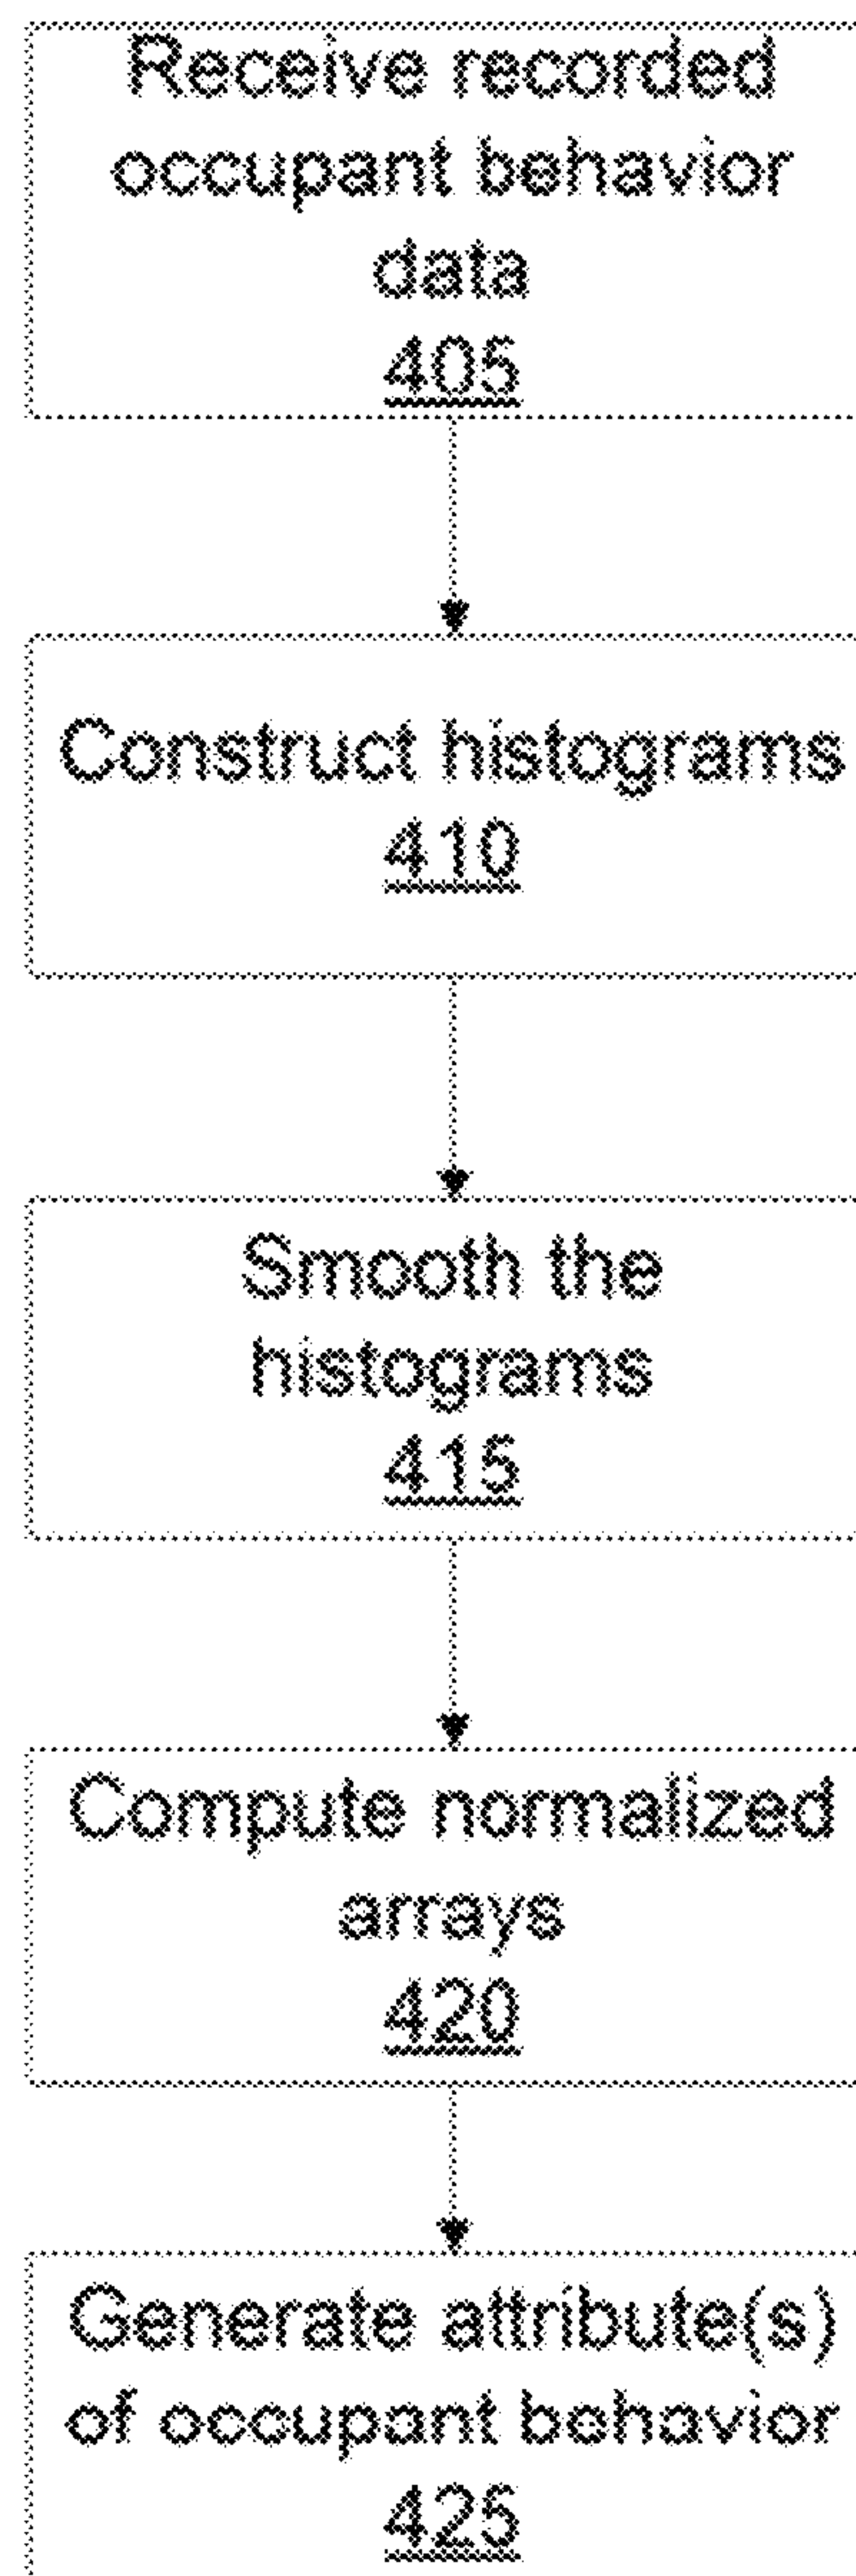 Receive recorded
occupant behavior
data
405
Construct histograms
410
Smooth the
histograms
415
Compute normalized
arrays
420
Generate attribute(s)
of occupant behavior
425